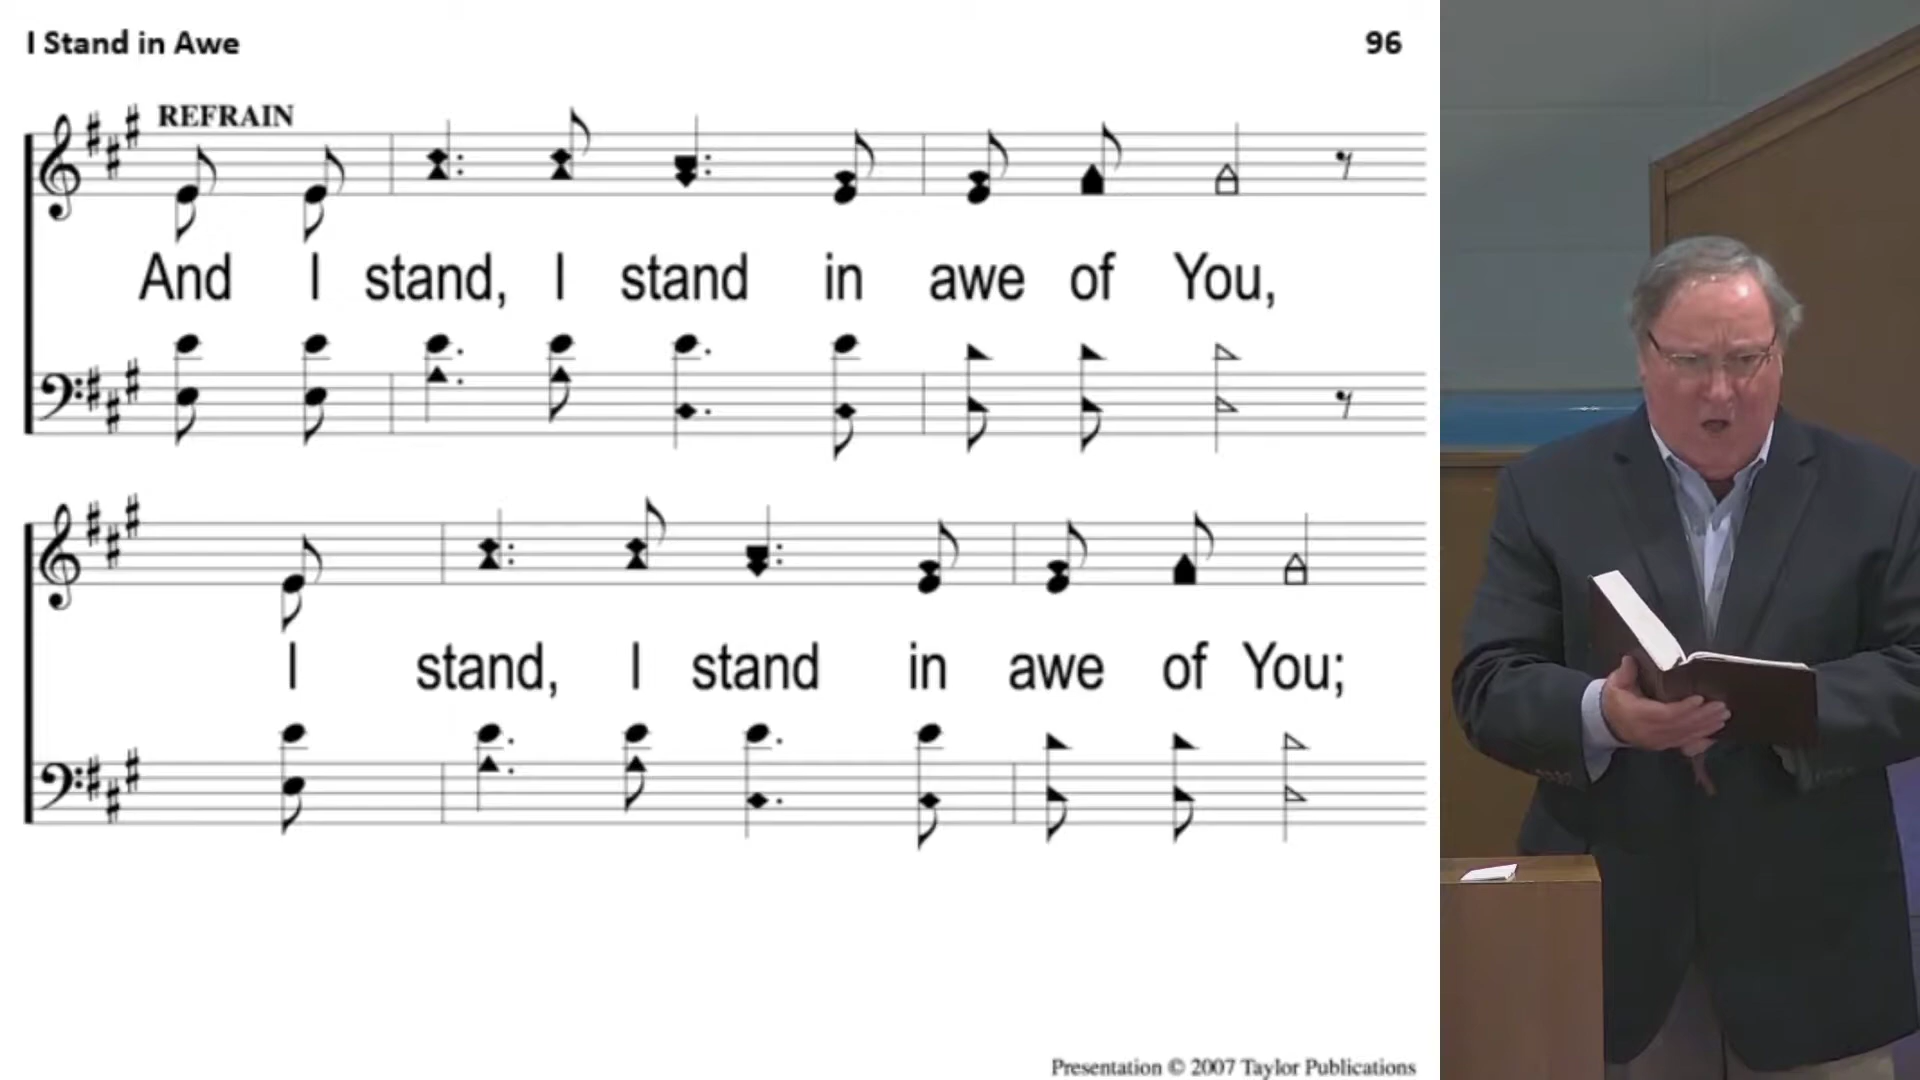 I Stand in Awe 96
REFRAIN
And I stand, I stand in awe of You,
I stand, I stand in awe of You;
Presentation © 2007 Taylor Publications